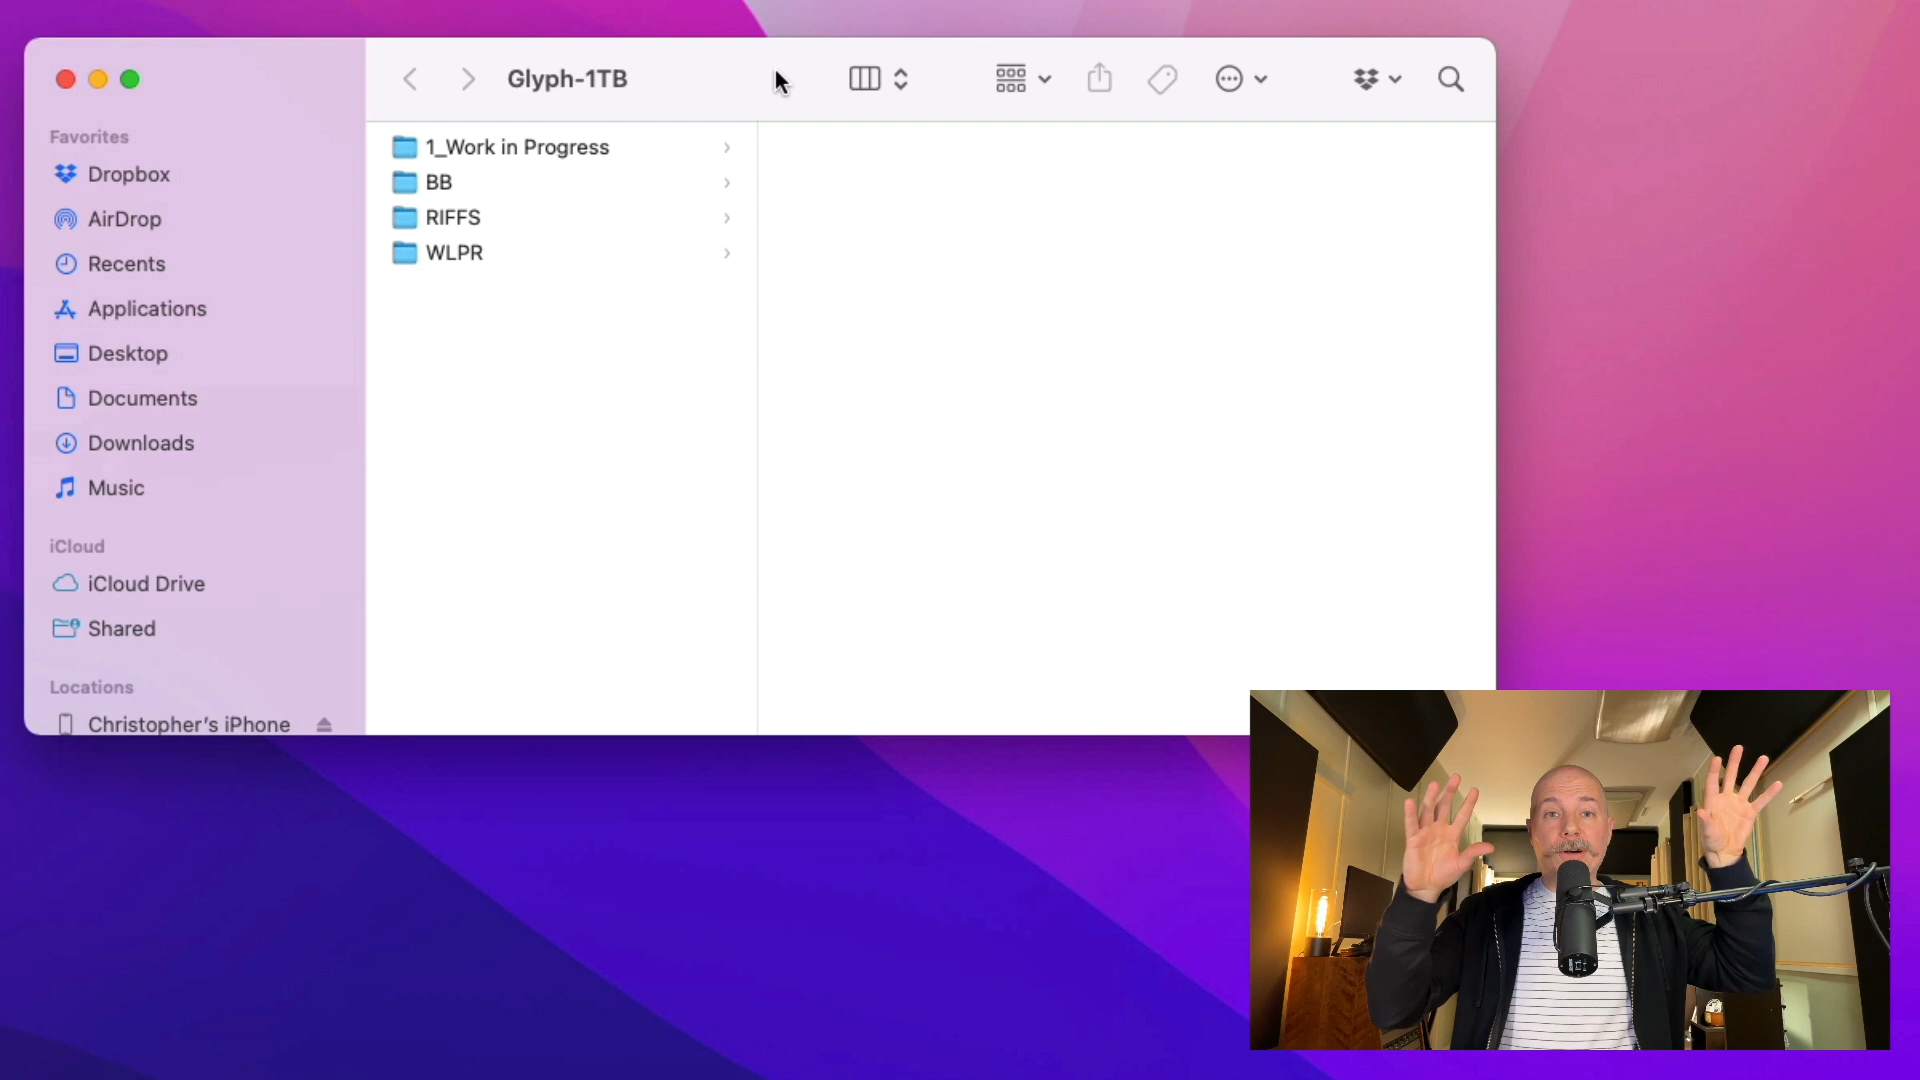 Glyph-1TB
Favorites
Dropbox
AirDrop
Recents
Applications
Desktop
Documents
Downloads
Music
iCloud
iCloud Drive
Shared
Locations
Christopher’s iPhone
1_Work in Progress
BB
RIFFS
WLPR